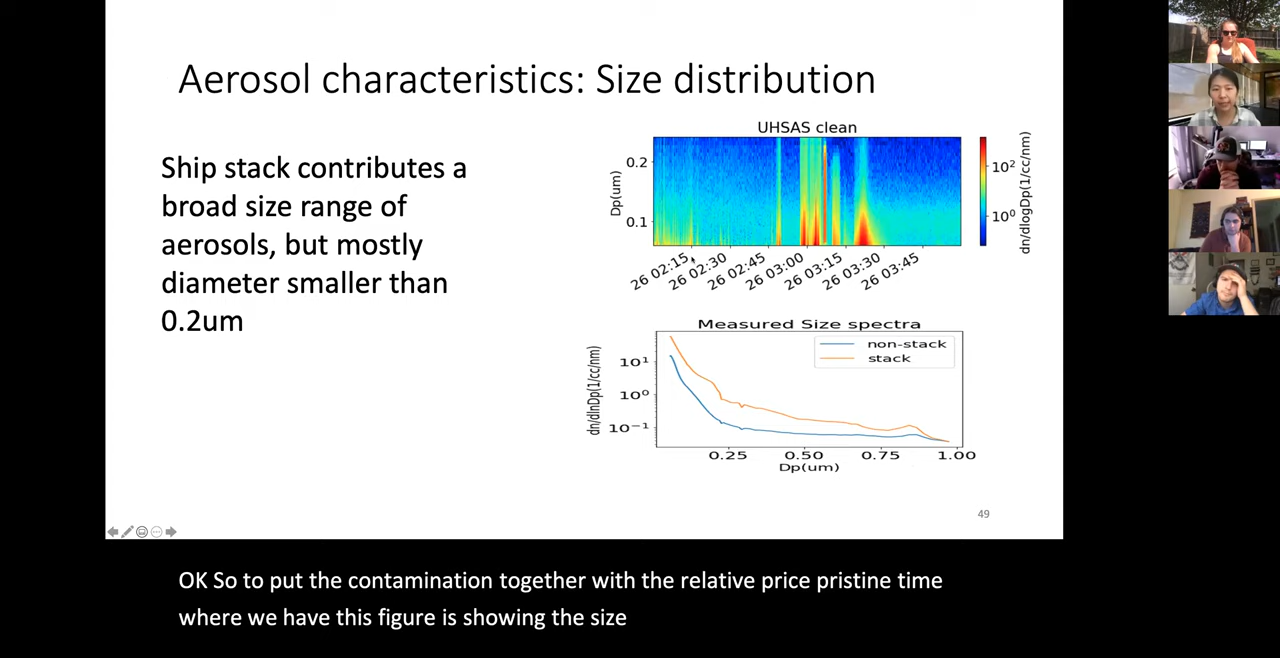 Aerosol characteristics: Size distribution
Ship stack contributes a
broad size range of
aerosols, but mostly
diameter smaller than
0.2um
UHSAS clean
0.2
0.1
Dp(um)
26 02:15
26 02:30
26 02:45
26 03:00
26 03:15
26 03:30
26 03:45
10²
10⁰
dn/dlogDp(1/cc/nm)
Measured Size spectra
non-stack
stack
10¹
10⁰
10⁻¹
dn/dlnDp(1/cc/nm)
0.25 0.50 0.75 1.00
Dp(um)
49
OK So to put the contamination together with the relative price pristine time
where we have this figure is showing the size